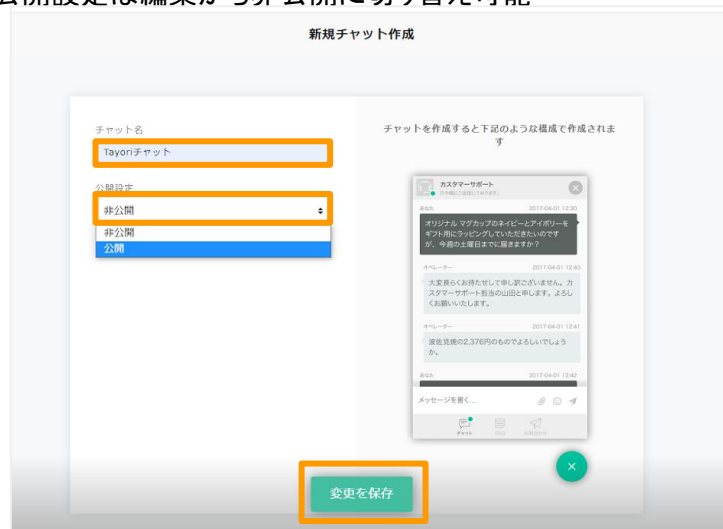 公開設定は編集から非公開に切り替え可能
新規チャット作成
チャット名
Tayoriチャット
公開設定
非公開
非公開
公開
チャットを作成すると下記のような構成で作成されま
す
カスタマーサポート
あなた 2017-04-01 12:30
オリジナル マグカップのネイビーとアイボリーを
ギフト用にラッピングしていただきたいのです
が、今週の土曜日までに届きますか？
オペレーター 2017-04-01 12:40
大変長らくお待たせして申し訳ございません。カ
スタマーサポート担当の山田と申します。よろし
くお願いいたします。
オペレーター 2017-04-01 12:41
波佐見焼の2,376円のものでよろしいでしょう
か。
あなた 2017-04-01 12:42
メッセージを書く...
チャット FAQ お問合わせ
変更を保存